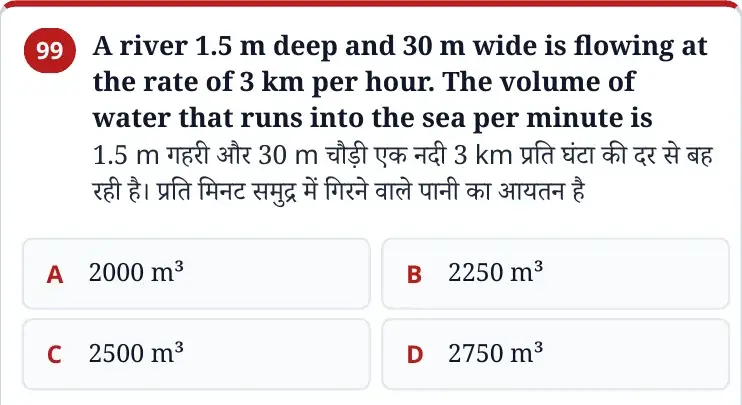 99
A river 1.5 m deep and 30 m wide is flowing at
the rate of 3 km per hour. The volume of
water that runs into the sea per minute is
1.5 m गहरी और 30 m चौड़ी एक नदी 3 km प्रति घंटा की दर से बह
रही है। प्रति मिनट समुद्र में गिरने वाले पानी का आयतन है
A 2000 m³
B 2250 m³
C 2500 m³
D 2750 m³